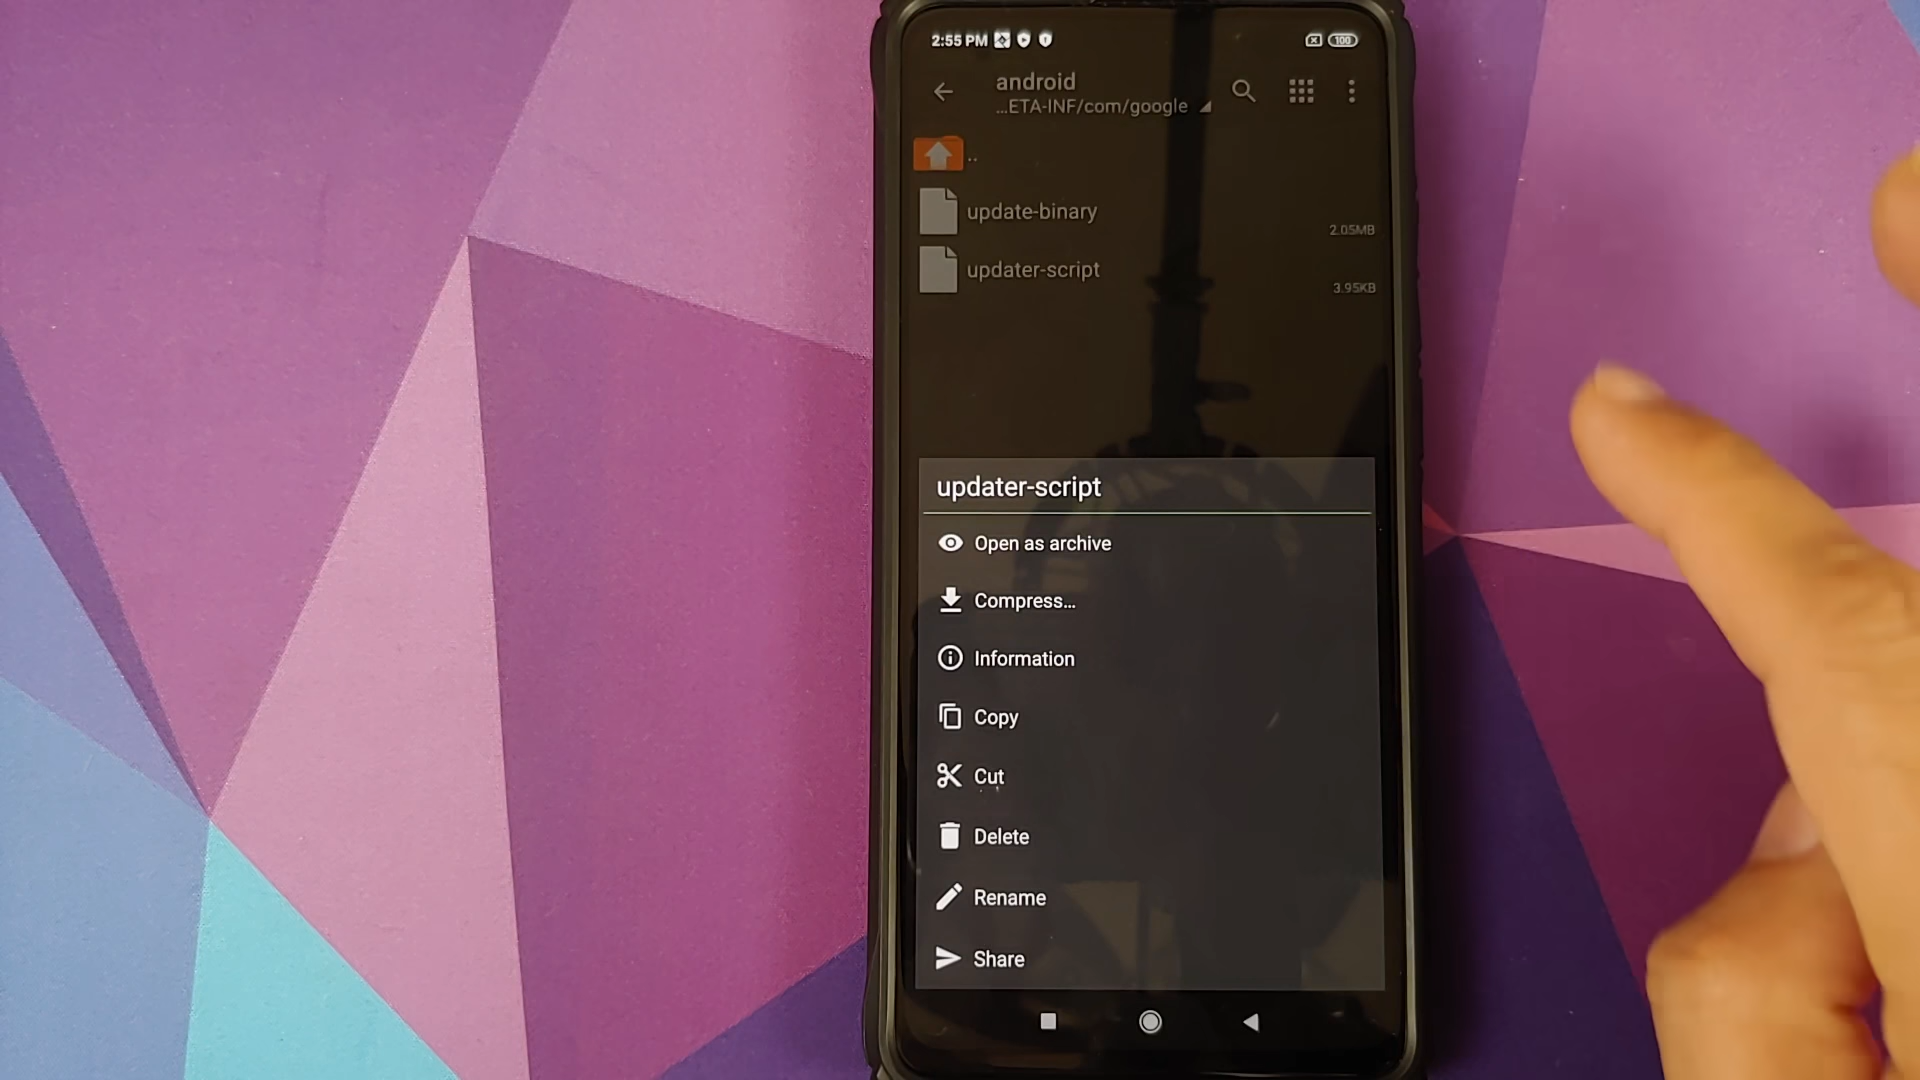 2:55 PM 100
android
...ETA-INF/com/google
..
update-binary
2.05MB
updater-script
3.95KB
updater-script
Open as archive
Compress...
Information
Copy
Cut
Delete
Rename
Share